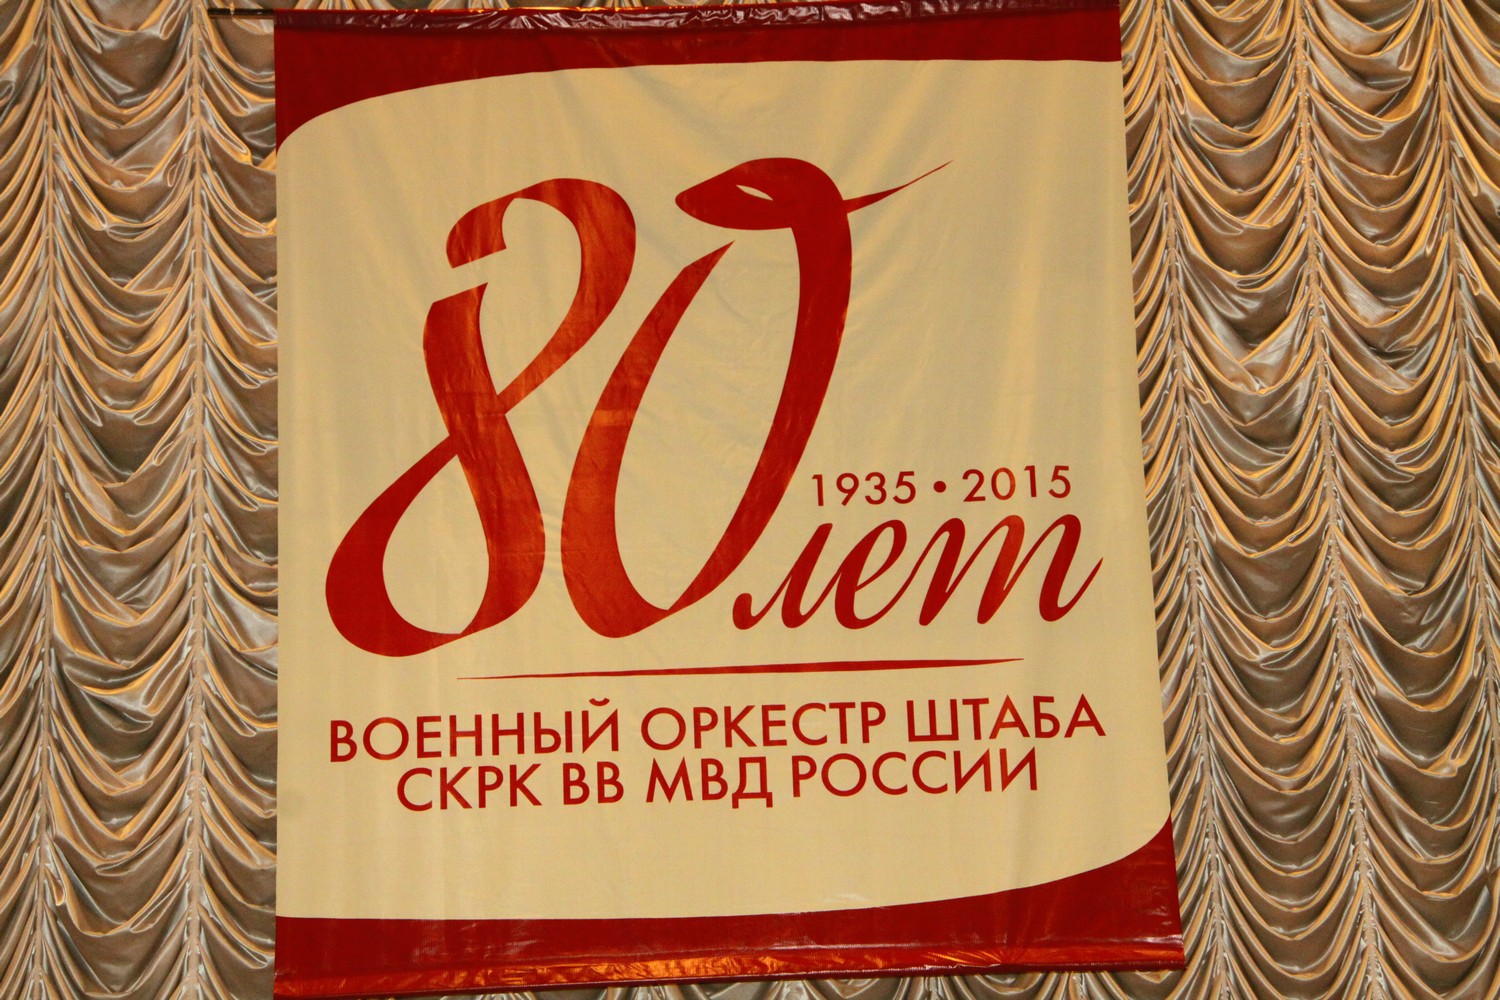 80 лет
1935 • 2015
ВОЕННЫЙ ОРКЕСТР ШТАБА
СКРК ВВ МВД РОССИИ